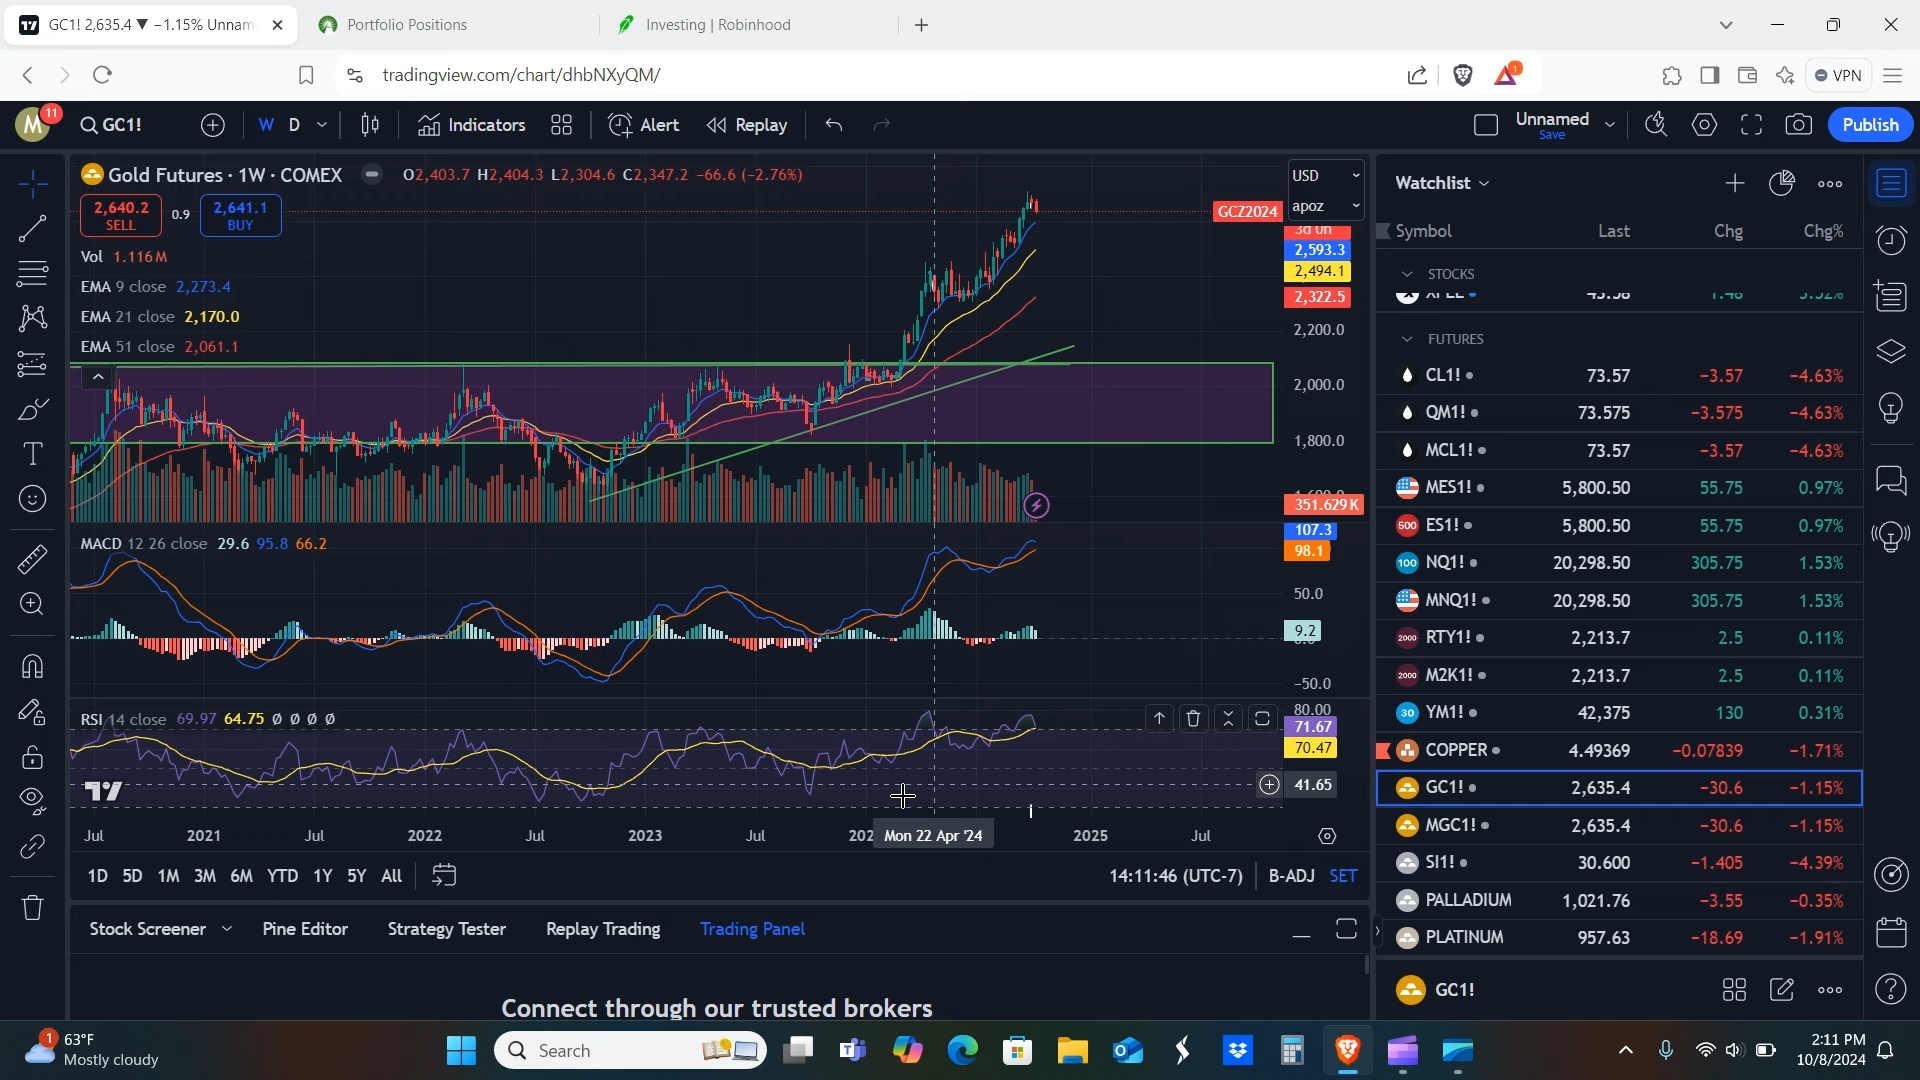 GC1! 2,635.4 ▼ −1.15% Unnam
Portfolio Positions
Investing | Robinhood
tradingview.com/chart/dhbNXyQM/
1
VPN
M
11
GC1!
W
D
Indicators
Alert
Replay
Unnamed
Save
Publish
Gold Futures · 1W · COMEX
O2,403.7 H2,404.3 L2,304.6 C2,347.2 −66.6 (−2.76%)
2,640.2
SELL
0.9
2,641.1
BUY
Vol 1.116M
EMA 9 close 2,273.4
EMA 21 close 2,170.0
EMA 51 close 2,061.1
USD
apoz
GCZ2024
3d 0h
2,593.3
2,494.1
2,322.5
2,200.0
2,000.0
1,800.0
351.629K
MACD 12 26 close 29.6 95.8 66.2
107.3
98.1
50.0
9.2
−50.0
RSI 14 close 69.97 64.75 Ø Ø Ø Ø
80.00
71.67
70.47
41.65
Jul
2021
Jul
2022
Jul
2023
Jul
202
Mon 22 Apr '24
2025
Jul
1D 5D 1M 3M 6M YTD 1Y 5Y All
14:11:46 (UTC-7)
B-ADJ
SET
Stock Screener
Pine Editor
Strategy Tester
Replay Trading
Trading Panel
Connect through our trusted brokers
Watchlist
Symbol Last Chg Chg%
STOCKS
FUTURES
CL1! 73.57 −3.57 −4.63%
QM1! 73.575 −3.575 −4.63%
MCL1! 73.57 −3.57 −4.63%
MES1! 5,800.50 55.75 0.97%
500 ES1! 5,800.50 55.75 0.97%
100 NQ1! 20,298.50 305.75 1.53%
MNQ1! 20,298.50 305.75 1.53%
2000 RTY1! 2,213.7 2.5 0.11%
2000 M2K1! 2,213.7 2.5 0.11%
30 YM1! 42,375 130 0.31%
COPPER 4.49369 −0.07839 −1.71%
GC1! 2,635.4 −30.6 −1.15%
MGC1! 2,635.4 −30.6 −1.15%
SI1! 30.600 −1.405 −4.39%
PALLADIUM 1,021.76 −3.55 −0.35%
PLATINUM 957.63 −18.69 −1.91%
GC1!
1
63°F
Mostly cloudy
Search
2:11 PM
10/8/2024